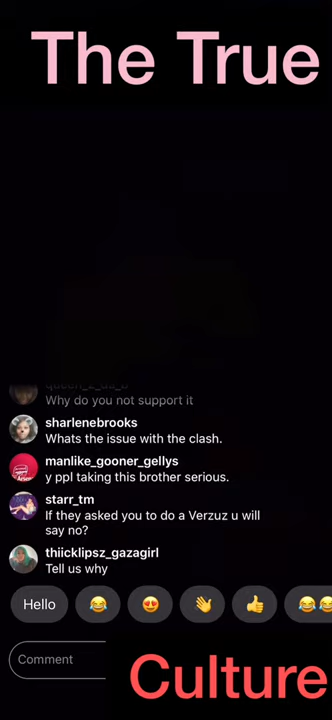 The True
Why do you not support it
sharlenebrooks
Whats the issue with the clash.
manlike_gooner_gellys
y ppl taking this brother serious.
starr_tm
If they asked you to do a Verzuz u will
say no?
thiicklipsz_gazagirl
Tell us why
Hello
Comment
Culture